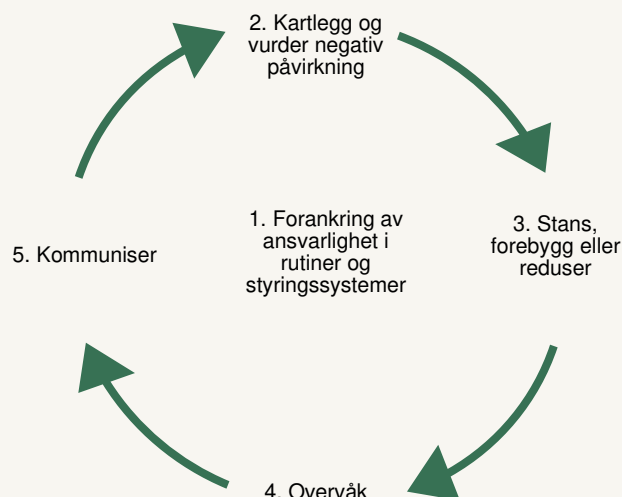 2. Kartlegg og
vurder negativ
påvirkning
1. Forankring av
ansvarlighet i
rutiner og
styringssystemer
3. Stans,
forebygg eller
reduser
5. Kommuniser
4. Overvåk